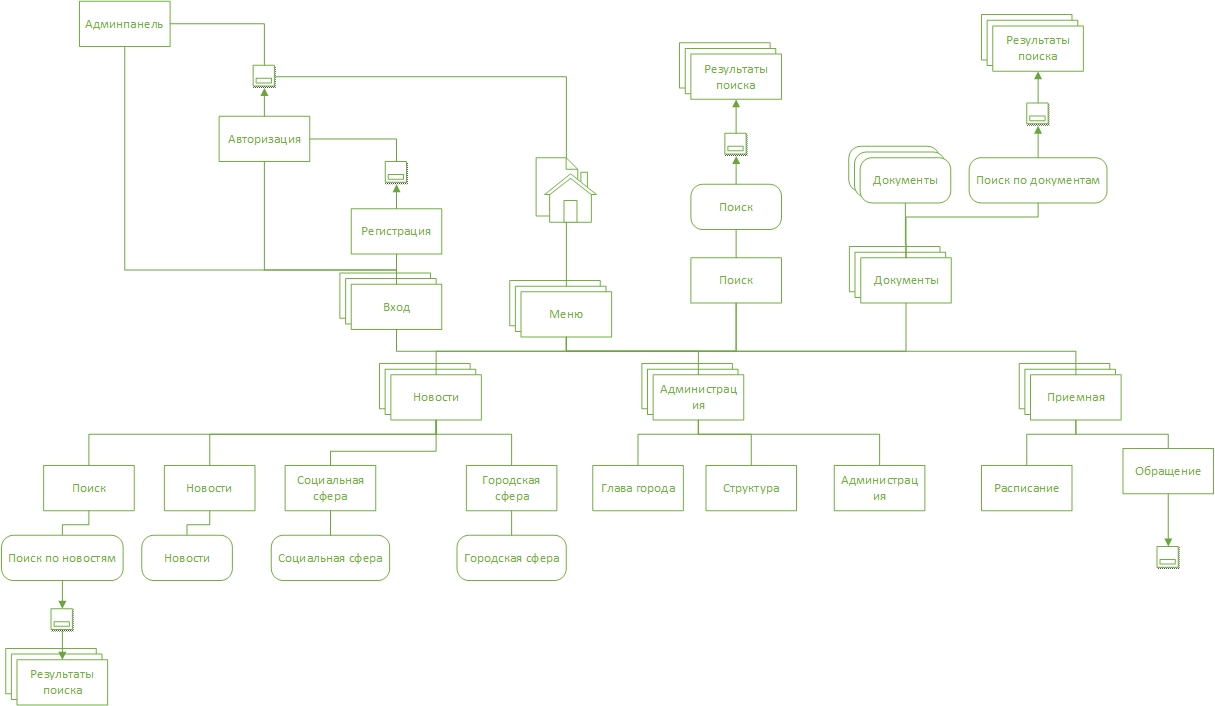 Админпанель
Результаты
поиска
Результаты
поиска
Авторизация
Документы
Поиск по документам
Поиск
Регистрация
Поиск
Документы
Вход
Меню
Новости
Администрац
ия
Приемная
Обращение
Поиск
Новости
Социальная
сфера
Городская
сфера
Глава города
Структура
Администрац
ия
Расписание
Поиск по новостям
Новости
Социальная сфера
Городская сфера
Результаты
поиска